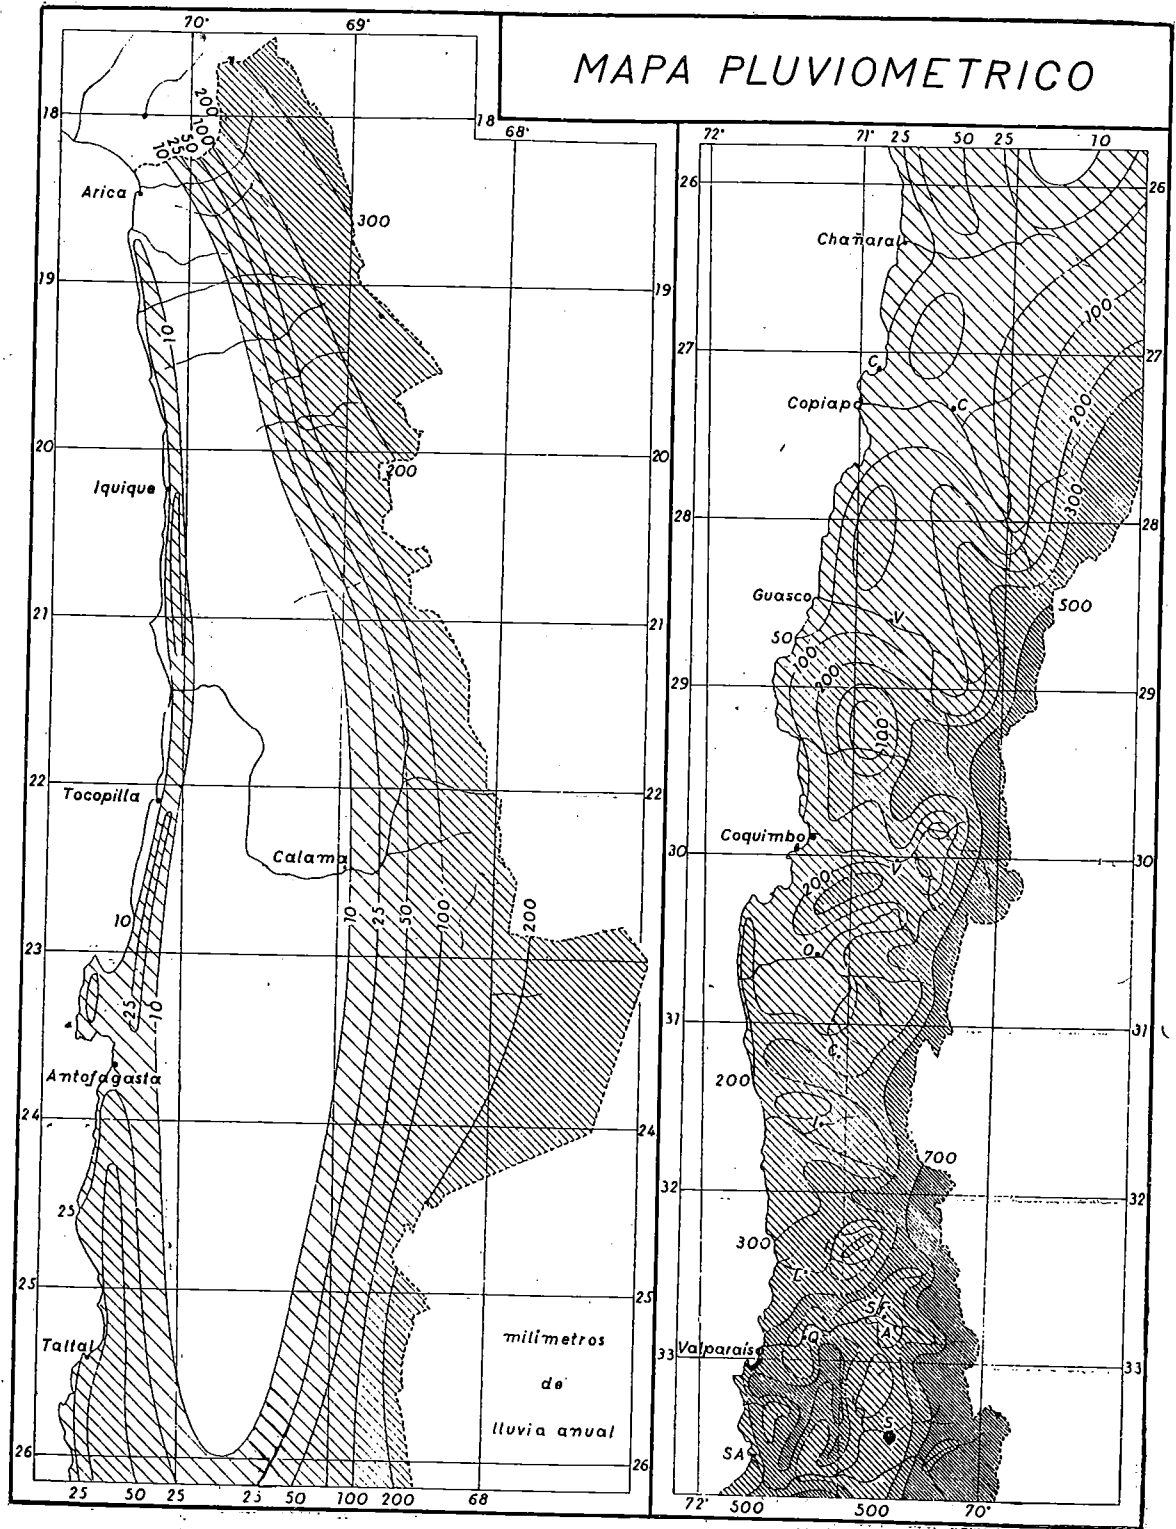 MAPA PLUVIOMETRICO
70° 69°
18 18
68°
200
100
50
25
10
Arica
300
19 19
10
20 20
200
Iquique
21 21
22 22
Tocopilla
Calama
10
10 25 50 100 200
23
25 10
Antofagasta
24 24
25
25 25
Taltal
milimetros
de
lluvia anual
26 26
25 50 25 25 50 100 200 68
72° 71° 25 50 25 10
26 26
Chañaral
100
27 27
C
Copiapo C
200
300
28 28
Guasco V
500
50
100
200
29 29
100
Coquimbo
30 30
V
200
O
31 31
C
200
I
700
32 32
300
L
S.F.
Q A
Valparaiso
33 33
S
SA
72° 500 500 70°